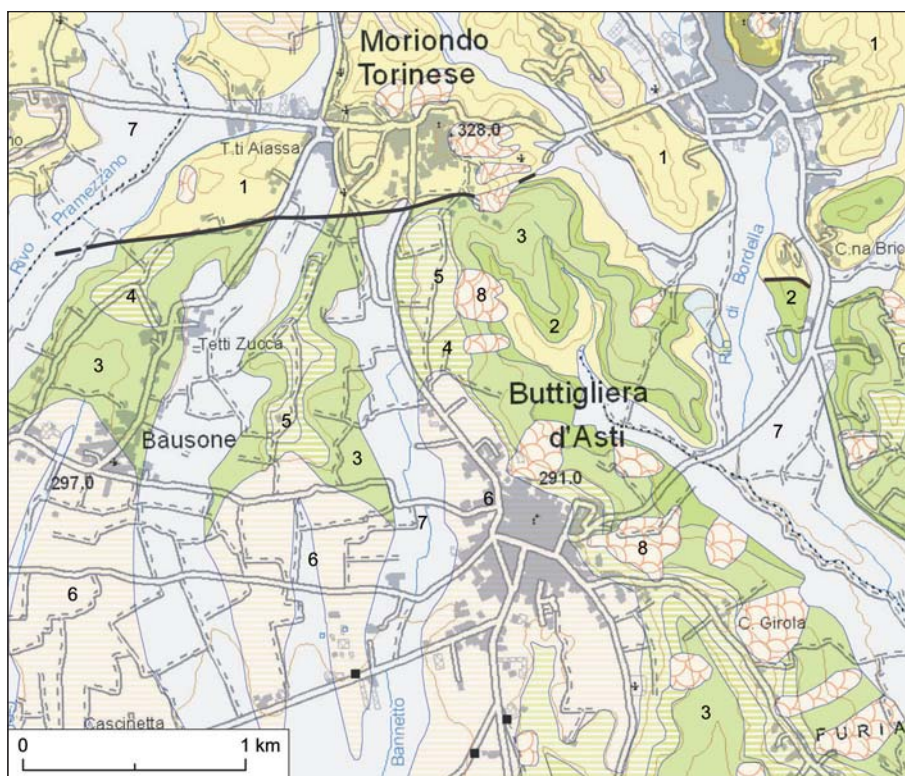 Moriondo
Torinese
1
7
328.0
T.ti Aiassa
1
1
Rivo Pramezzano
3
Rio di Bordella
C.na Bric
5
4
8
2
2
Tetti Zucca
4
3
Buttigliera
d'Asti
5
7
Bausone
3
297.0
291.0
6
7
8
6
6
C. Girola
3
Bannetto
Cascinetta
FURIA
0 1 km